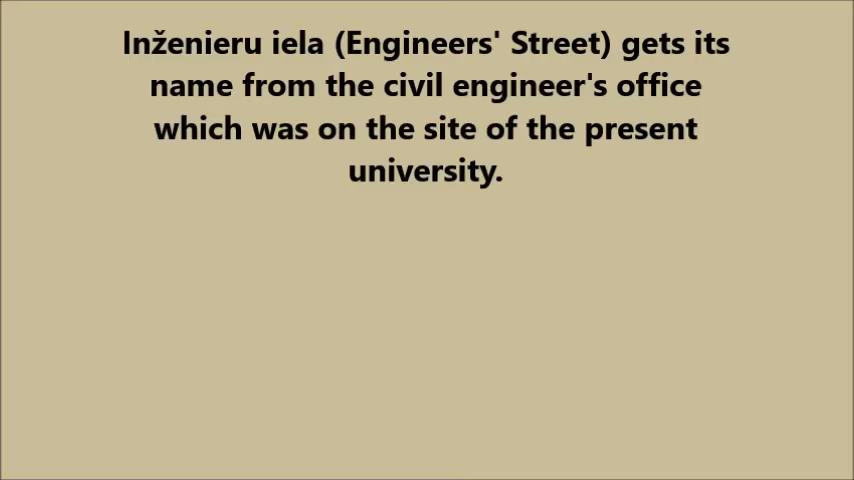 Inženieru iela (Engineers' Street) gets its
name from the civil engineer's office
which was on the site of the present
university.